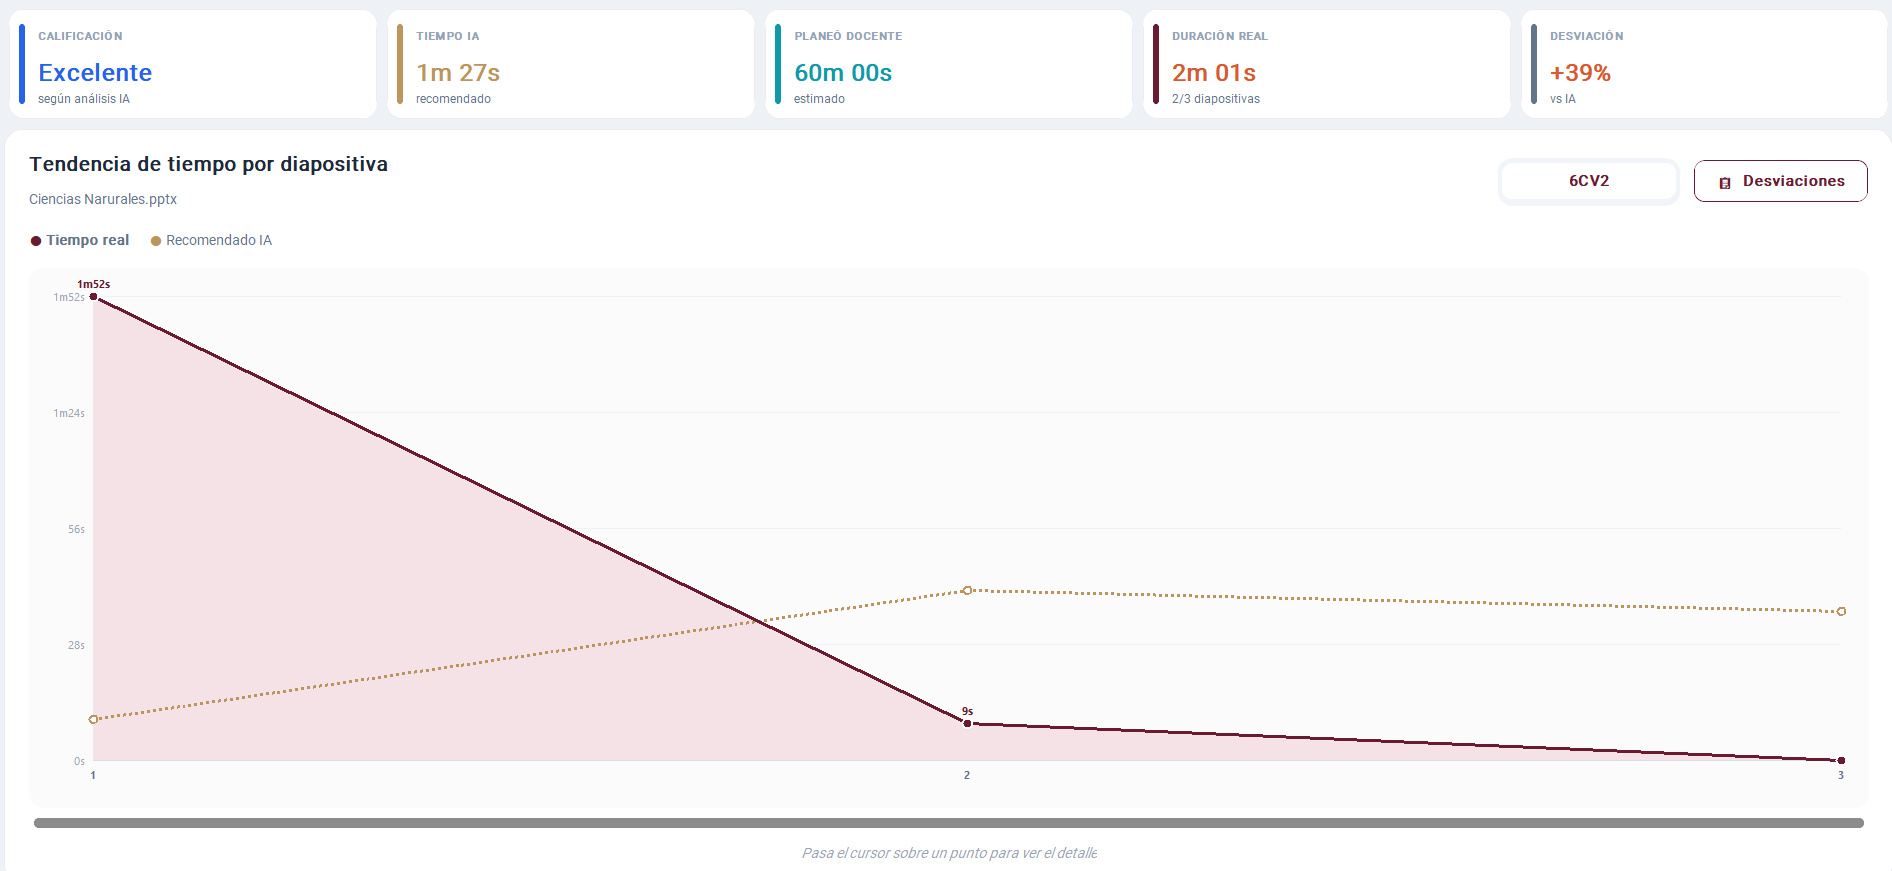 CALIFICACIÓN
Excelente
según análisis IA
TIEMPO IA
1m 27s
recomendado
PLANEÓ DOCENTE
60m 00s
estimado
DURACIÓN REAL
2m 01s
2/3 diapositivas
DESVIACIÓN
+39%
vs IA
Tendencia de tiempo por diapositiva
Ciencias Narurales.pptx
6CV2
Desviaciones
Tiempo real
Recomendado IA
1m52s
1m52s
1m24s
56s
28s
9s
0s
1
2
3
Pasa el cursor sobre un punto para ver el detalle